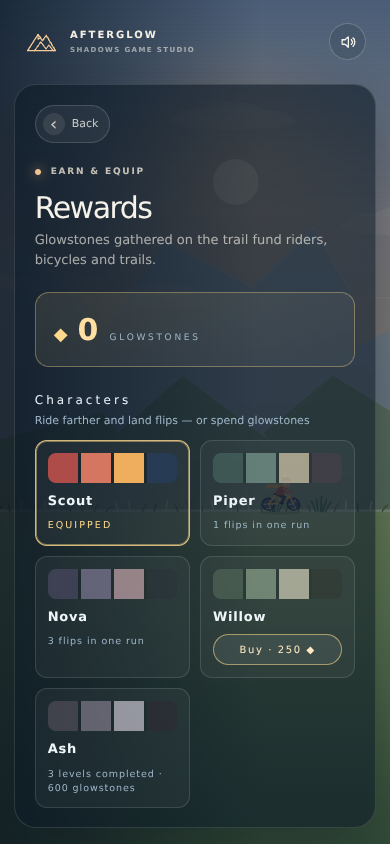 AFTERGLOW
SHADOWS GAME STUDIO
Back
EARN & EQUIP
Rewards
Glowstones gathered on the trail fund riders,
bicycles and trails.
◆ 0 GLOWSTONES
Characters
Ride farther and land flips — or spend glowstones
Scout
EQUIPPED
Piper
1 flips in one run
Nova
3 flips in one run
Willow
Buy · 250 ◆
Ash
3 levels completed ·
600 glowstones